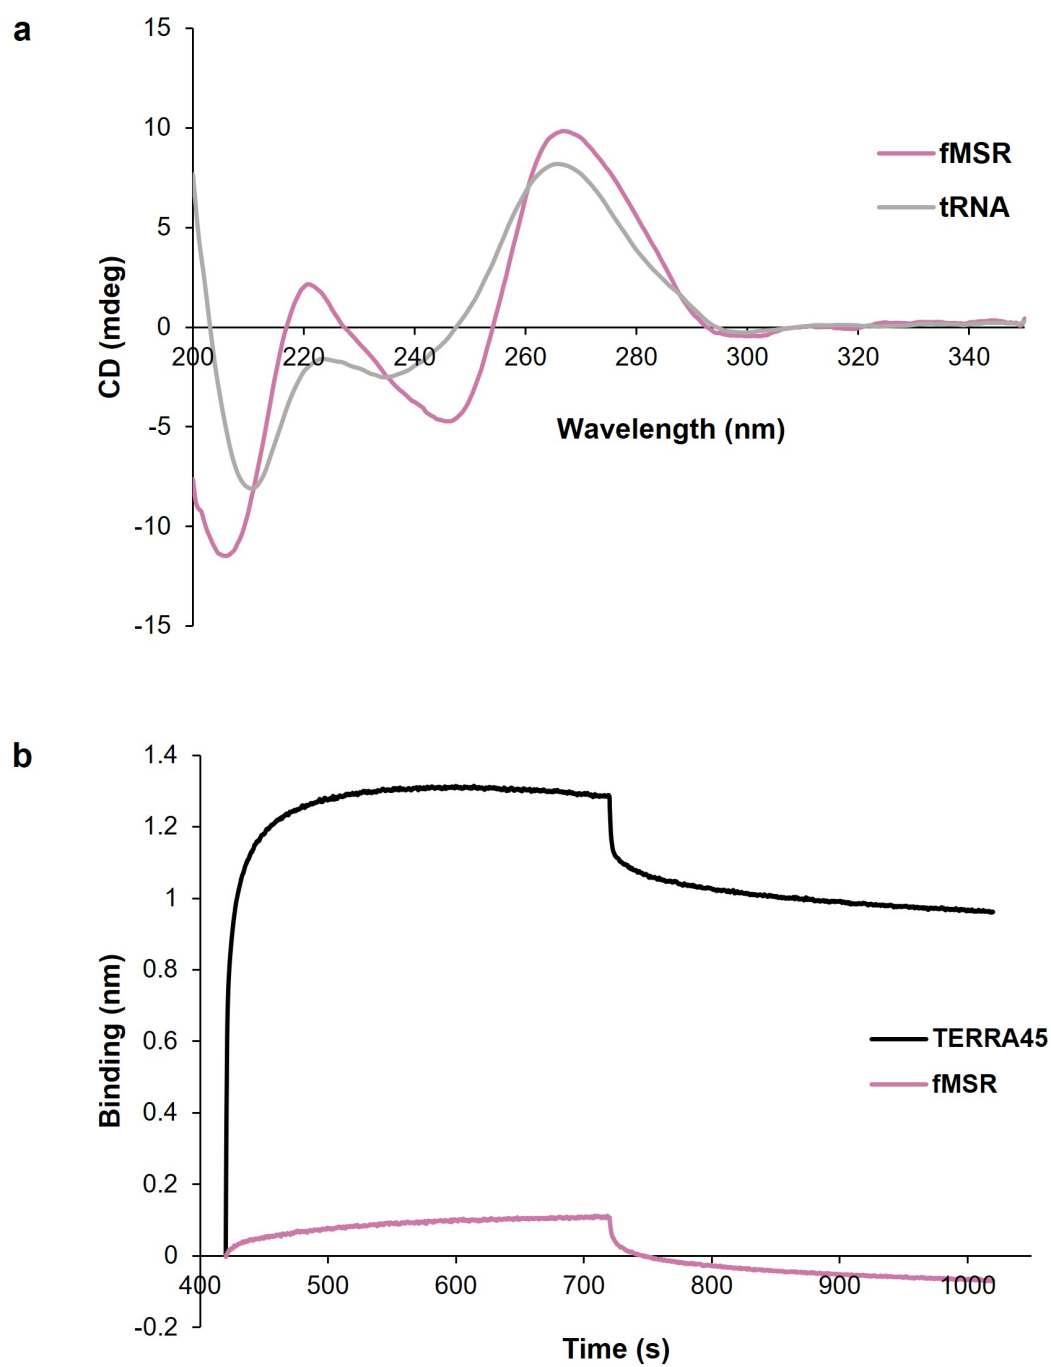 a
15
10
5
0
-5
-10
-15
CD (mdeg)
200 220 240 260 280 300 320 340
Wavelength (nm)
fMSR
tRNA
b
1.4
1.2
1
0.8
0.6
0.4
0.2
0
-0.2
Binding (nm)
400 500 600 700 800 900 1000
Time (s)
TERRA45
fMSR